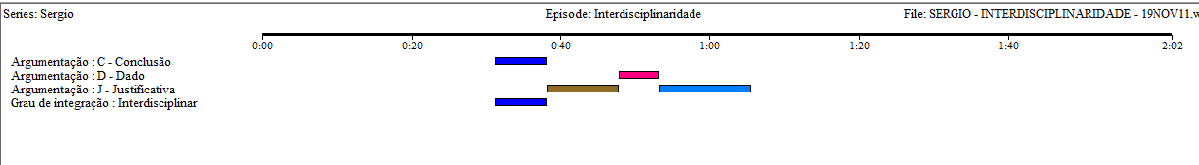 Series: Sergio Episode: Interdisciplinaridade File: SERGIO - INTERDISCIPLINARIDADE - 19NOV11.w
0:00 0:20 0:40 1:00 1:20 1:40 2:02
Argumentação : C - Conclusão
Argumentação : D - Dado
Argumentação : J - Justificativa
Grau de integração : Interdisciplinar